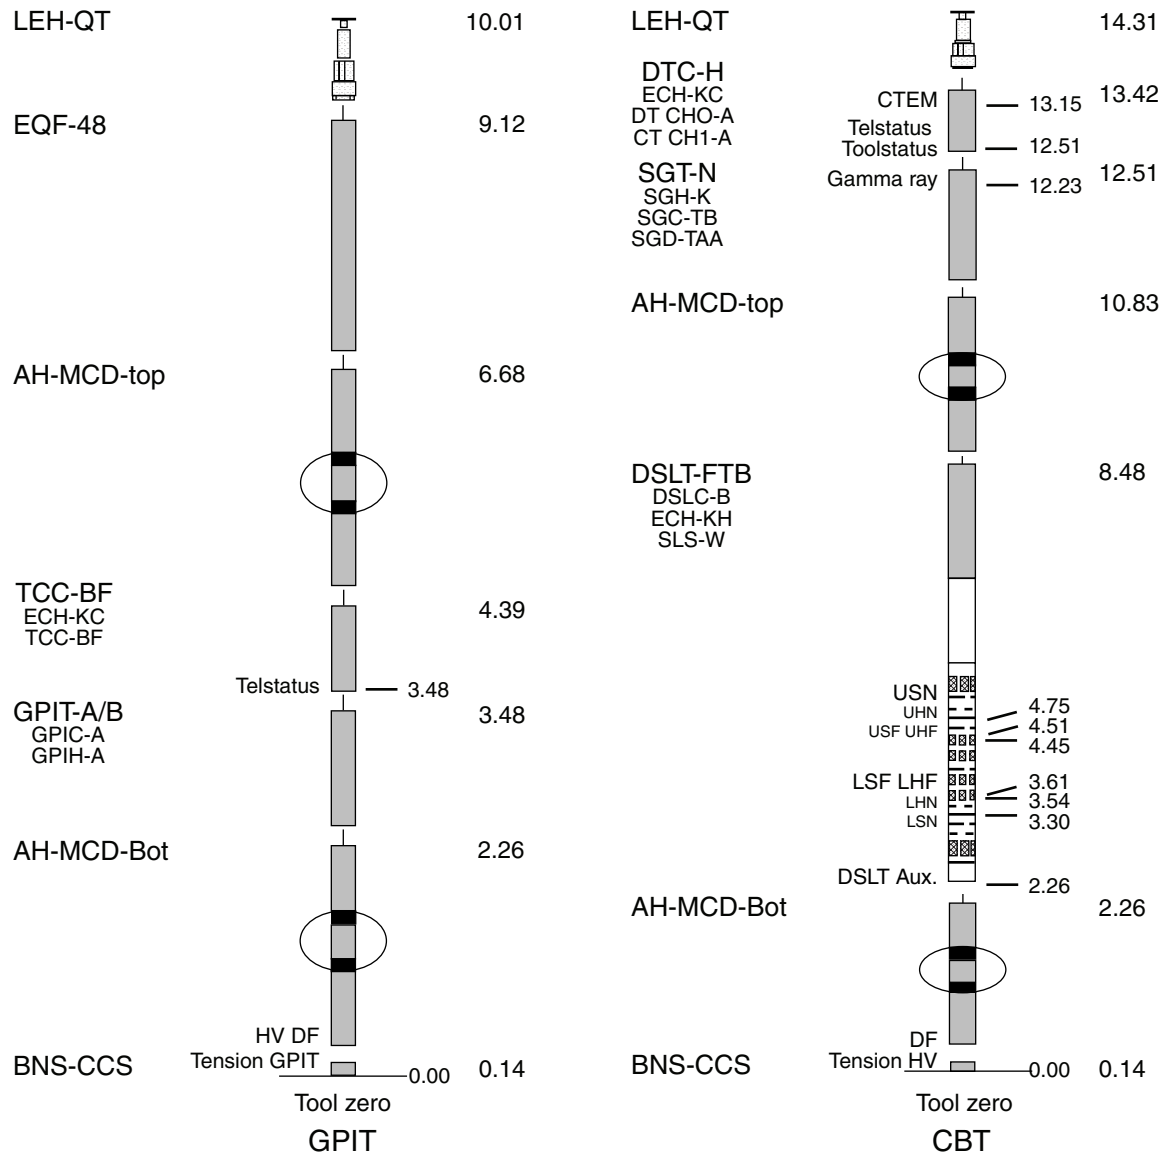 LEH-QT 10.01
EQF-48 9.12
AH-MCD-top 6.68
TCC-BF 4.39
ECH-KC
TCC-BF
Telstatus 3.48
GPIT-A/B 3.48
GPIC-A
GPIH-A
AH-MCD-Bot 2.26
HV DF
Tension GPIT
BNS-CCS 0.00 0.14
Tool zero
GPIT
LEH-QT 14.31
DTC-H
ECH-KC CTEM 13.15 13.42
DT CHO-A
Telstatus
CT CH1-A
Toolstatus 12.51
SGT-N Gamma ray 12.23 12.51
SGH-K
SGC-TB
SGD-TAA
AH-MCD-top 10.83
DSLT-FTB 8.48
DSLC-B
ECH-KH
SLS-W
USN
UHN 4.75
USF UHF 4.51
4.45
LSF LHF 3.61
LHN 3.54
LSN 3.30
DSLT Aux. 2.26
AH-MCD-Bot 2.26
DF
Tension HV
BNS-CCS 0.00 0.14
Tool zero
CBT